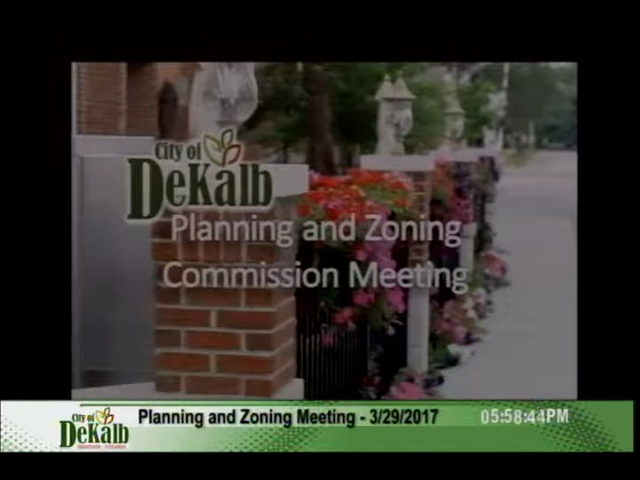 City of
DeKalb
Planning and Zoning
Commission Meeting
City of
DeKalb
Planning and Zoning Meeting - 3/29/2017
05:58:44PM